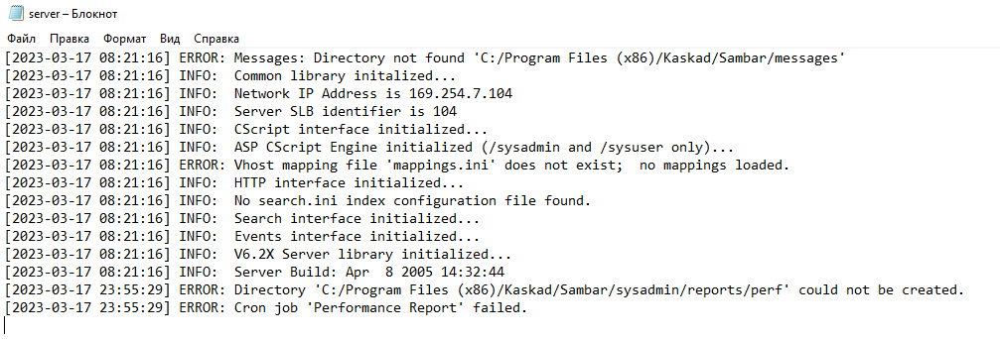 server – Блокнот
Файл Правка Формат Вид Справка
[2023-03-17 08:21:16] ERROR: Messages: Directory not found 'C:/Program Files (x86)/Kaskad/Sambar/messages'
[2023-03-17 08:21:16] INFO:  Common library initalized...
[2023-03-17 08:21:16] INFO:  Network IP Address is 169.254.7.104
[2023-03-17 08:21:16] INFO:  Server SLB identifier is 104
[2023-03-17 08:21:16] INFO:  CScript interface initialized...
[2023-03-17 08:21:16] INFO:  ASP CScript Engine initialized (/sysadmin and /sysuser only)...
[2023-03-17 08:21:16] ERROR: Vhost mapping file 'mappings.ini' does not exist;  no mappings loaded.
[2023-03-17 08:21:16] INFO:  HTTP interface initialized...
[2023-03-17 08:21:16] INFO:  No search.ini index configuration file found.
[2023-03-17 08:21:16] INFO:  Search interface initialized...
[2023-03-17 08:21:16] INFO:  Events interface initialized...
[2023-03-17 08:21:16] INFO:  V6.2X Server library initialized...
[2023-03-17 08:21:16] INFO:  Server Build: Apr  8 2005 14:32:44
[2023-03-17 23:55:29] ERROR: Directory 'C:/Program Files (x86)/Kaskad/Sambar/sysadmin/reports/perf' could not be created.
[2023-03-17 23:55:29] ERROR: Cron job 'Performance Report' failed.